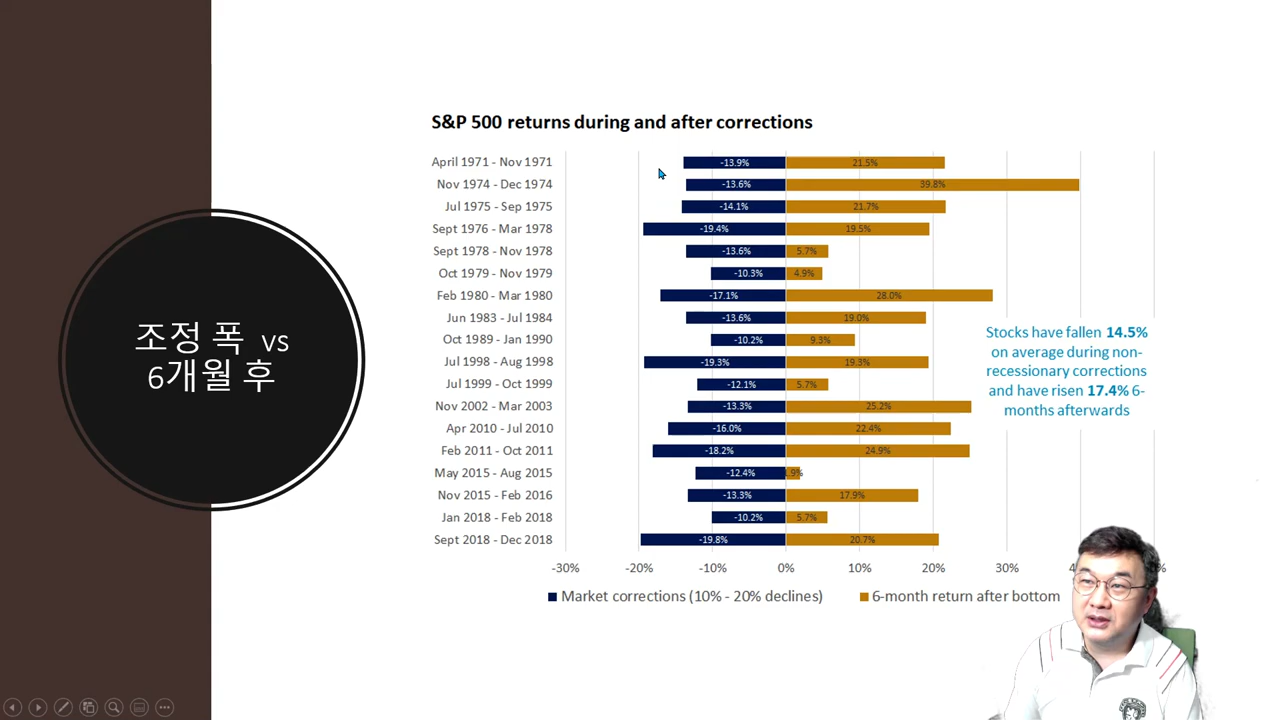 조정 폭 vs
6개월 후
S&P 500 returns during and after corrections
April 1971 - Nov 1971 -13.9% 21.5%
Nov 1974 - Dec 1974 -13.6% 39.8%
Jul 1975 - Sep 1975 -14.1% 21.7%
Sept 1976 - Mar 1978 -19.4% 19.5%
Sept 1978 - Nov 1978 -13.6% 5.7%
Oct 1979 - Nov 1979 -10.3% 4.9%
Feb 1980 - Mar 1980 -17.1% 28.0%
Jun 1983 - Jul 1984 -13.6% 19.0%
Oct 1989 - Jan 1990 -10.2% 9.3%
Jul 1998 - Aug 1998 -19.3% 19.3%
Jul 1999 - Oct 1999 -12.1% 5.7%
Nov 2002 - Mar 2003 -13.3% 25.2%
Apr 2010 - Jul 2010 -16.0% 22.4%
Feb 2011 - Oct 2011 -18.2% 24.9%
May 2015 - Aug 2015 -12.4%
Nov 2015 - Feb 2016 -13.3% 17.9%
Jan 2018 - Feb 2018 -10.2% 5.7%
Sept 2018 - Dec 2018 -19.8% 20.7%
Stocks have fallen 14.5%
on average during non-
recessionary corrections
and have risen 17.4% 6-
months afterwards
-30% -20% -10% 0% 10% 20% 30%
Market corrections (10% - 20% declines) 6-month return after bottom